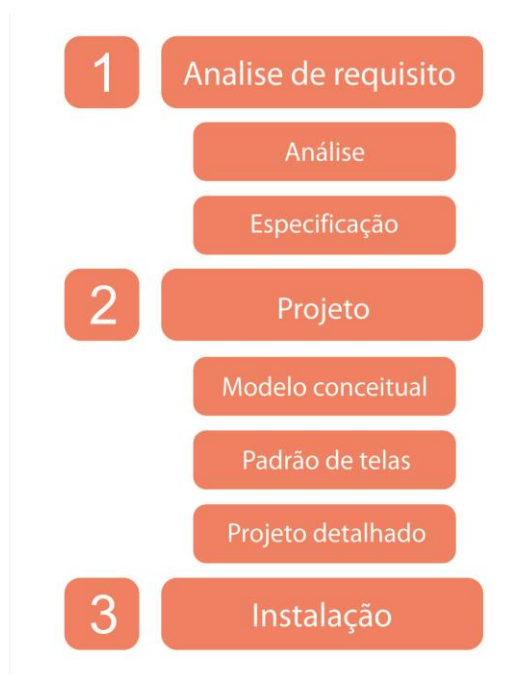 1 Analise de requisito
Análise
Especificação
2 Projeto
Modelo conceitual
Padrão de telas
Projeto detalhado
3 Instalação